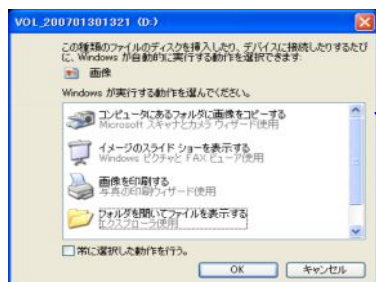 VOL_200701301321 (D:)
この種類のファイルのディスクを挿入したり、デバイスに接続したりするたび
に、Windows が自動的に実行する動作を選択できます:
画像
Windows が実行する動作を選んでください。
コンピュータにあるフォルダに画像をコピーする
Microsoft スキャナとカメラ ウィザード使用
イメージのスライド ショーを表示する
Windows ピクチャと FAX ビューア使用
画像を印刷する
写真の印刷ウィザード使用
フォルダを開いてファイルを表示する
エクスプローラ使用
常に選択した動作を行う。
OK
キャンセル